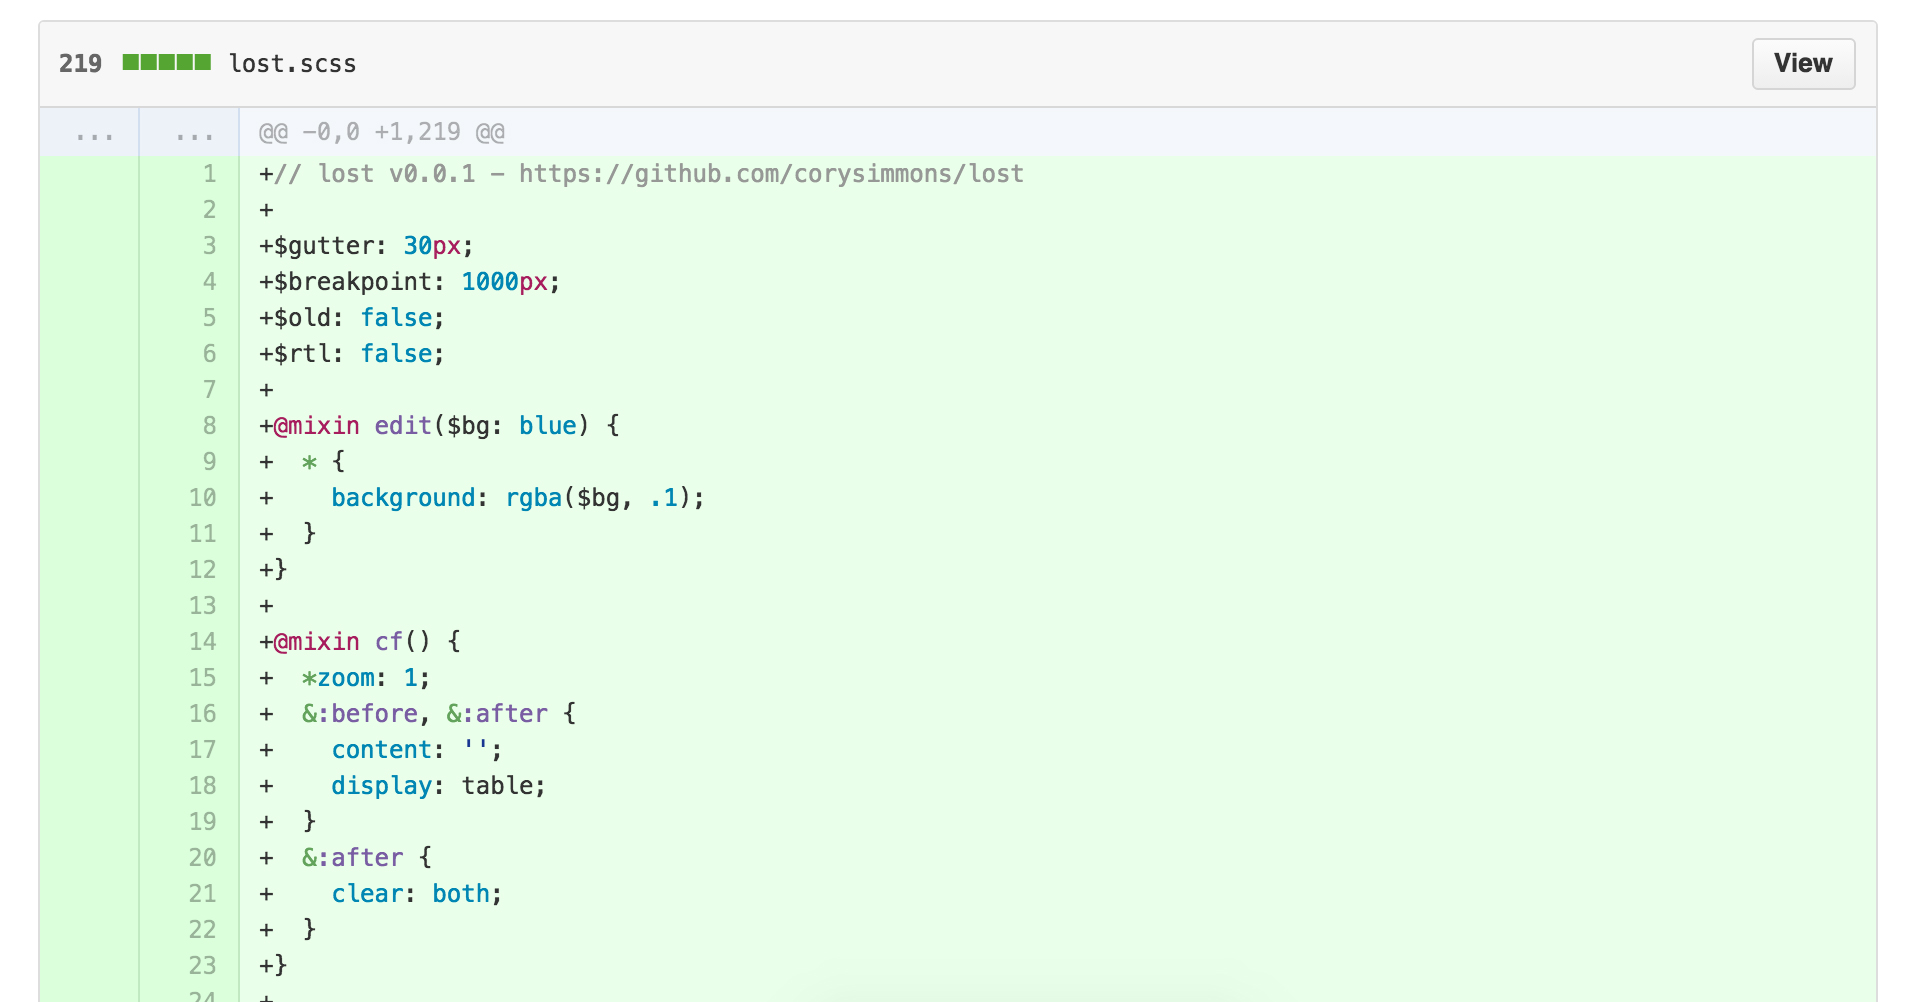 219 lost.scss View
... ... @@ -0,0 +1,219 @@
1 +// lost v0.0.1 – https://github.com/corysimmons/lost
2 +
3 +$gutter: 30px;
4 +$breakpoint: 1000px;
5 +$old: false;
6 +$rtl: false;
7 +
8 +@mixin edit($bg: blue) {
9 +  * {
10 +    background: rgba($bg, .1);
11 +  }
12 +}
13 +
14 +@mixin cf() {
15 +  *zoom: 1;
16 +  &:before, &:after {
17 +    content: '';
18 +    display: table;
19 +  }
20 +  &:after {
21 +    clear: both;
22 +  }
23 +}
24 +